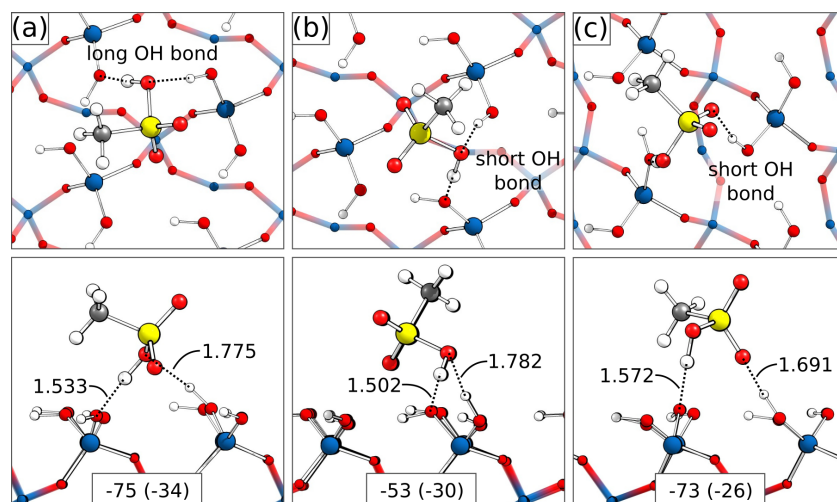 (a)
long OH bond
(b)
short OH
bond
(c)
short OH
bond
1.533
1.775
-75 (-34)
1.502
1.782
-53 (-30)
1.572
1.691
-73 (-26)